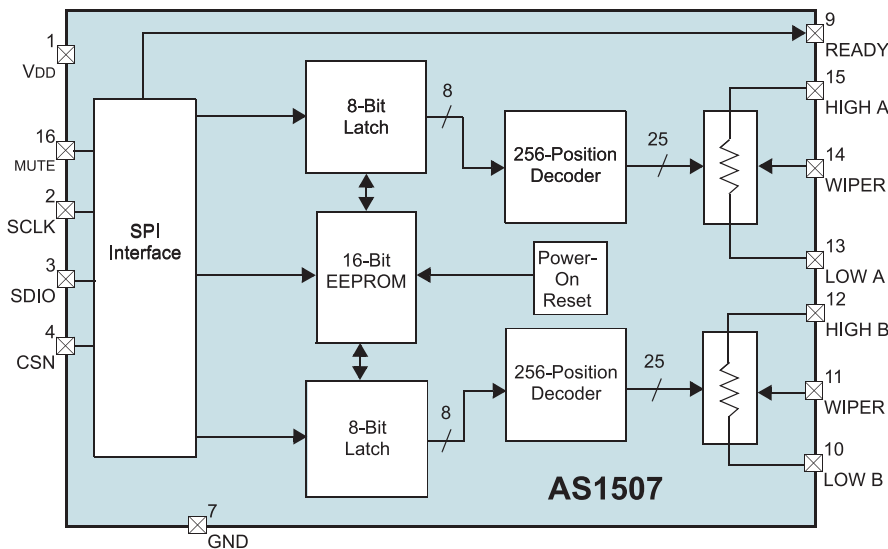 1
VDD
16
MUTE
2
SCLK
3
SDIO
4
CSN
SPI
Interface
8-Bit
Latch
8
256-Position
Decoder
25
9
READY
15
HIGH A
14
WIPER
13
LOW A
16-Bit
EEPROM
Power-
On
Reset
12
HIGH B
8-Bit
Latch
8
256-Position
Decoder
25
11
WIPER
10
LOW B
AS1507
7
GND